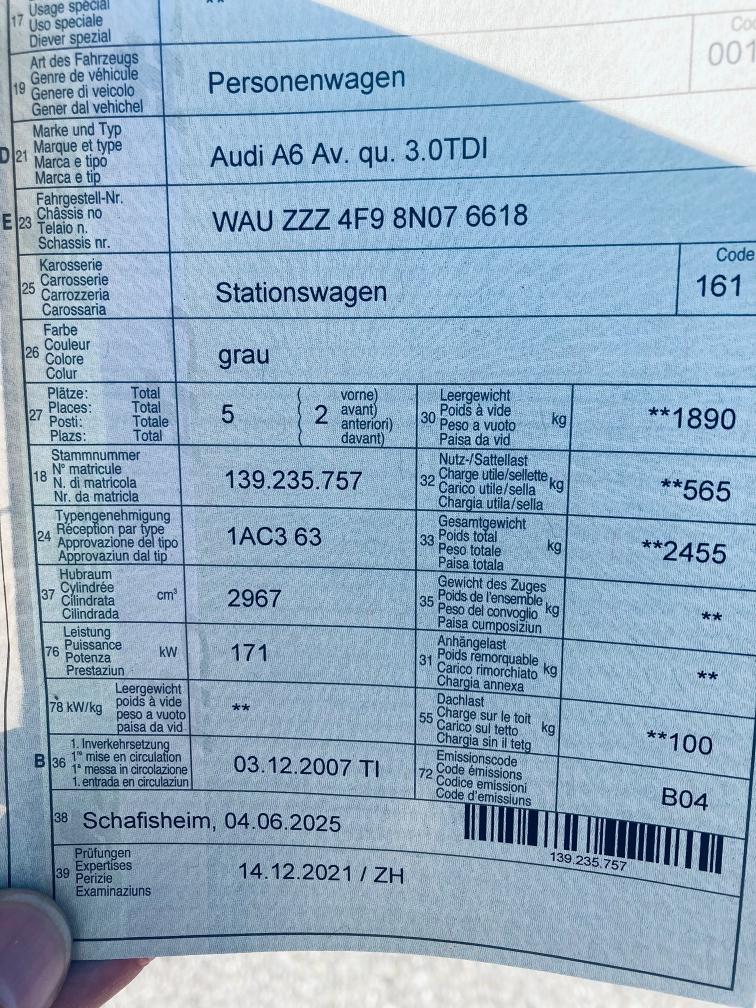 17 Usage spécial
Uso speciale
Diever spezial
**
19 Art des Fahrzeugs
Genre de véhicule
Genere di veicolo
Gener dal vehichel
Personenwagen
001
D 21 Marke und Typ
Marque et type
Marca e tipo
Marca e tip
Audi A6 Av. qu. 3.0TDI
E 23 Fahrgestell-Nr.
Châssis no
Telaio n.
Schassis nr.
WAU ZZZ 4F9 8N07 6618
25 Karosserie
Carrosserie
Carrozzeria
Carossaria
Stationswagen
Code
161
26 Farbe
Couleur
Colore
Colur
grau
27 Plätze: Total
Places: Total
Posti: Totale
Plazs: Total
5 ( 2 vorne)
avant)
anteriori)
davant)
30 Leergewicht
Poids à vide
Peso a vuoto
Paisa da vid
kg **1890
18 Stammnummer
N° matricule
N. di matricola
Nr. da matricla
139.235.757
32 Nutz-/Sattellast
Charge utile/sellette
Carico utile/sella
Chargia utila/sella
kg **565
24 Typengenehmigung
Réception par type
Approvazione del tipo
Approvaziun dal tip
1AC3 63
33 Gesamtgewicht
Poids total
Peso totale
Paisa totala
kg **2455
37 Hubraum
Cylindrée
Cilindrata
Cilindrada
cm³ 2967
35 Gewicht des Zuges
Poids de l'ensemble
Peso del convoglio
Paisa cumposiziun
kg **
76 Leistung
Puissance
Potenza
Prestaziun
kW 171
31 Anhängelast
Poids remorquable
Carico rimorchiato
Chargia annexa
kg **
78 kW/kg Leergewicht
poids à vide
peso a vuoto
paisa da vid
**
55 Dachlast
Charge sur le toit
Carico sul tetto
Chargia sin il tetg
kg **100
B 36 1. Inverkehrsetzung
1re mise en circulation
1a messa in circolazione
1. entrada en circulaziun
03.12.2007 TI
72 Emissionscode
Code émissions
Codice emissioni
Code d'emissiuns
B04
38 Schafisheim, 04.06.2025
139.235.757
39 Prüfungen
Expertises
Perizie
Examinaziuns
14.12.2021 / ZH